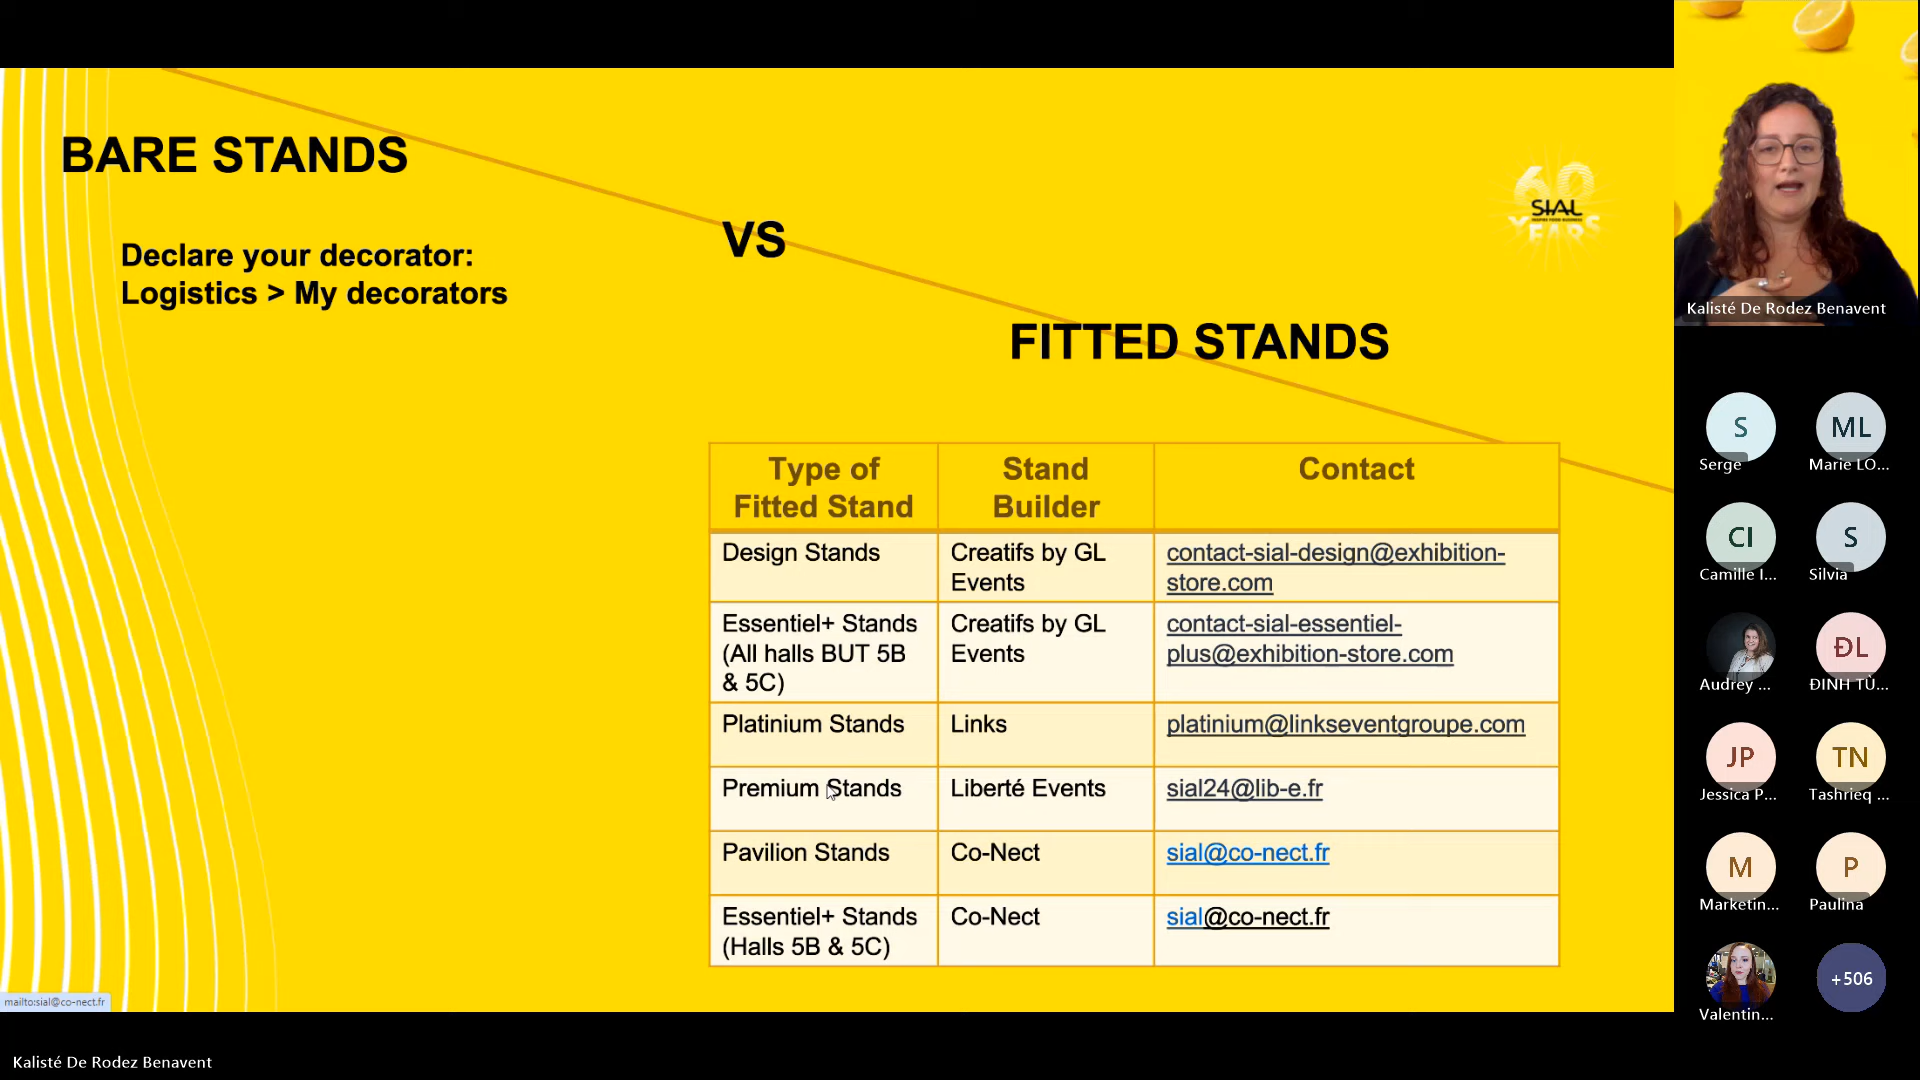 BARE STANDS
Declare your decorator:
Logistics > My decorators
VS
60
SIAL
INSPIRE FOOD BUSINESS
YEARS
FITTED STANDS
Type of
Fitted Stand
Stand
Builder
Contact
Design Stands
Creatifs by GL
Events
contact-sial-design@exhibition-
store.com
Essentiel+ Stands
(All halls BUT 5B
& 5C)
Creatifs by GL
Events
contact-sial-essentiel-
plus@exhibition-store.com
Platinium Stands
Links
platinium@linkseventgroupe.com
Premium Stands
Liberté Events
sial24@lib-e.fr
Pavilion Stands
Co-Nect
sial@co-nect.fr
Essentiel+ Stands
(Halls 5B & 5C)
Co-Nect
sial@co-nect.fr
mailto:sial@co-nect.fr
Kalisté De Rodez Benavent
Kalisté De Rodez Benavent
S
Serge
ML
Marie LO...
CI
Camille I...
S
Silvia
Audrey ...
ĐL
ĐINH TÙ...
JP
Jessica P...
TN
Tashrieq ...
M
Marketin...
P
Paulina
Valentin...
+506